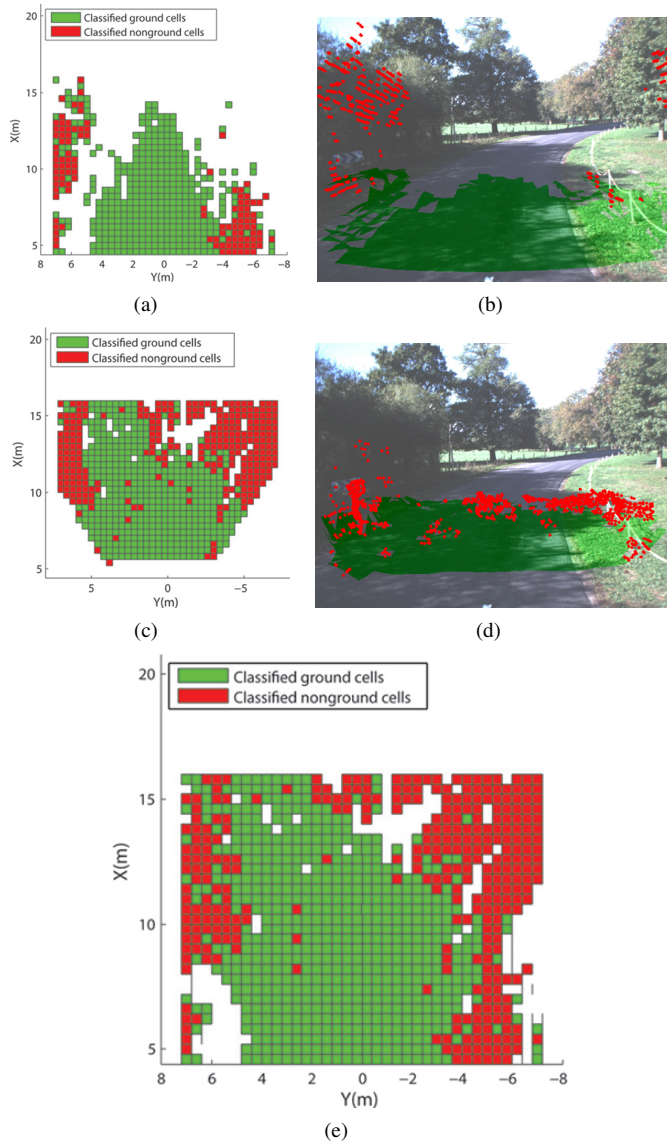 20
Classified ground cells
Classified nonground cells
15
X(m)
10
5
8 6 4 2 0 −2 −4 −6 −8
Y(m)
(a)
(b)
20
Classified ground cells
Classified nonground cells
15
X(m)
10
5
5 0 −5
Y(m)
(c)
(d)
20
Classified ground cells
Classified nonground cells
15
X(m)
10
5
8 6 4 2 0 −2 −4 −6 −8
Y(m)
(e)